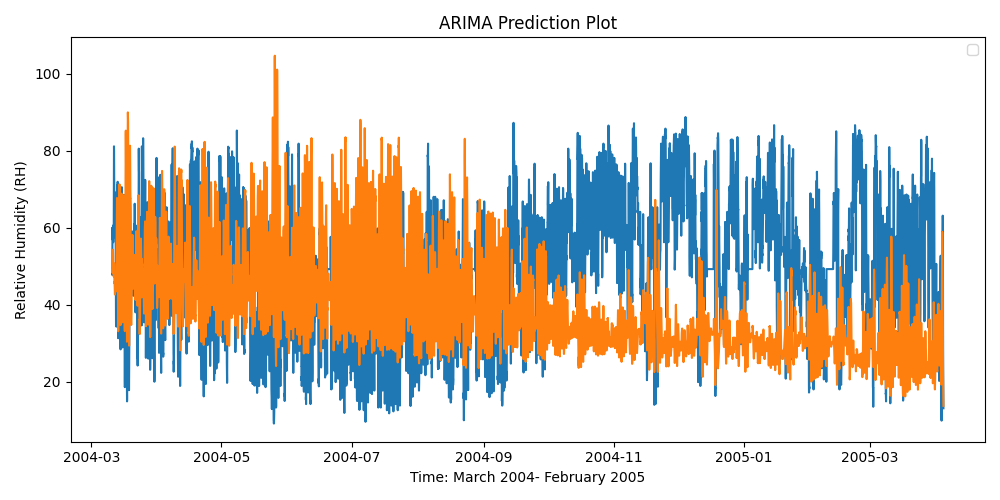 ARIMA Prediction Plot
Relative Humidity (RH)
100
80
60
40
20
2004-03 2004-05 2004-07 2004-09 2004-11 2005-01 2005-03
Time: March 2004- February 2005